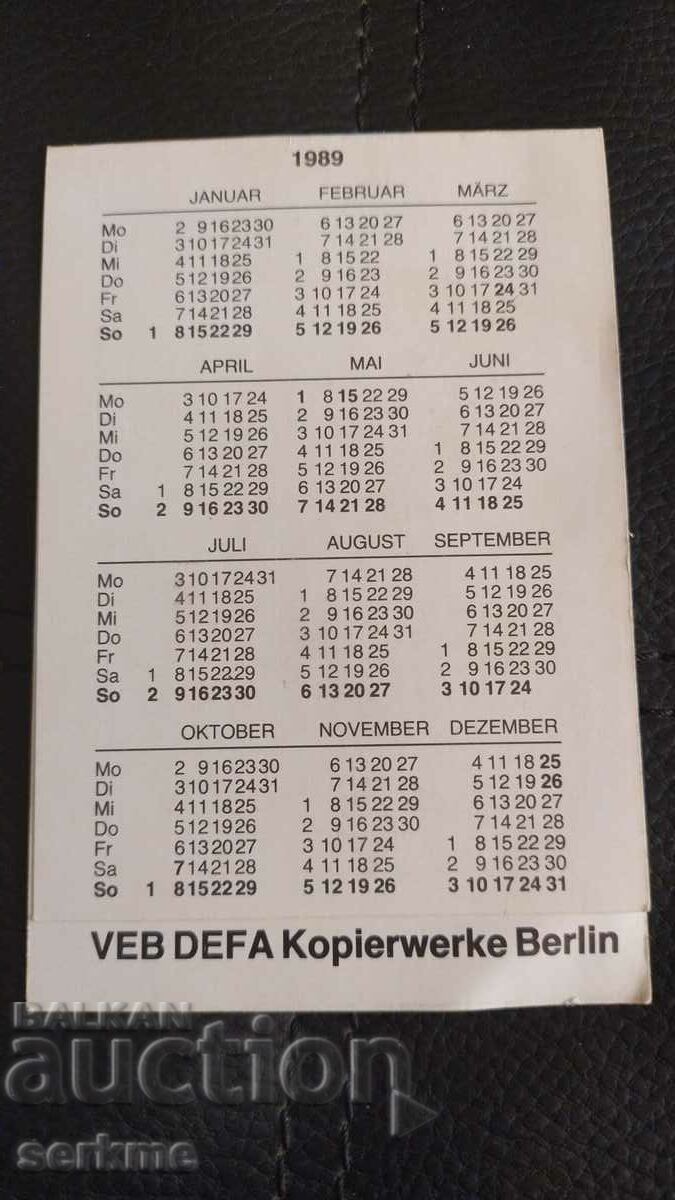 1989
JANUAR FEBRUAR MÄRZ
Mo 2 9 16 23 30 6 13 20 27 6 13 20 27
Di 3 10 17 24 31 7 14 21 28 7 14 21 28
Mi 4 11 18 25 1 8 15 22 1 8 15 22 29
Do 5 12 19 26 2 9 16 23 2 9 16 23 30
Fr 6 13 20 27 3 10 17 24 3 10 17 24 31
Sa 7 14 21 28 4 11 18 25 4 11 18 25
So 1 8 15 22 29 5 12 19 26 5 12 19 26
APRIL MAI JUNI
Mo 3 10 17 24 1 8 15 22 29 5 12 19 26
Di 4 11 18 25 2 9 16 23 30 6 13 20 27
Mi 5 12 19 26 3 10 17 24 31 7 14 21 28
Do 6 13 20 27 4 11 18 25 1 8 15 22 29
Fr 7 14 21 28 5 12 19 26 2 9 16 23 30
Sa 1 8 15 22 29 6 13 20 27 3 10 17 24
So 2 9 16 23 30 7 14 21 28 4 11 18 25
JULI AUGUST SEPTEMBER
Mo 3 10 17 24 31 7 14 21 28 4 11 18 25
Di 4 11 18 25 1 8 15 22 29 5 12 19 26
Mi 5 12 19 26 2 9 16 23 30 6 13 20 27
Do 6 13 20 27 3 10 17 24 31 7 14 21 28
Fr 7 14 21 28 4 11 18 25 1 8 15 22 29
Sa 1 8 15 22 29 5 12 19 26 2 9 16 23 30
So 2 9 16 23 30 6 13 20 27 3 10 17 24
OKTOBER NOVEMBER DEZEMBER
Mo 2 9 16 23 30 6 13 20 27 4 11 18 25
Di 3 10 17 24 31 7 14 21 28 5 12 19 26
Mi 4 11 18 25 1 8 15 22 29 6 13 20 27
Do 5 12 19 26 2 9 16 23 30 7 14 21 28
Fr 6 13 20 27 3 10 17 24 1 8 15 22 29
Sa 7 14 21 28 4 11 18 25 2 9 16 23 30
So 1 8 15 22 29 5 12 19 26 3 10 17 24 31
VEB DEFA Kopierwerke Berlin
BALKAN
auction
serkme